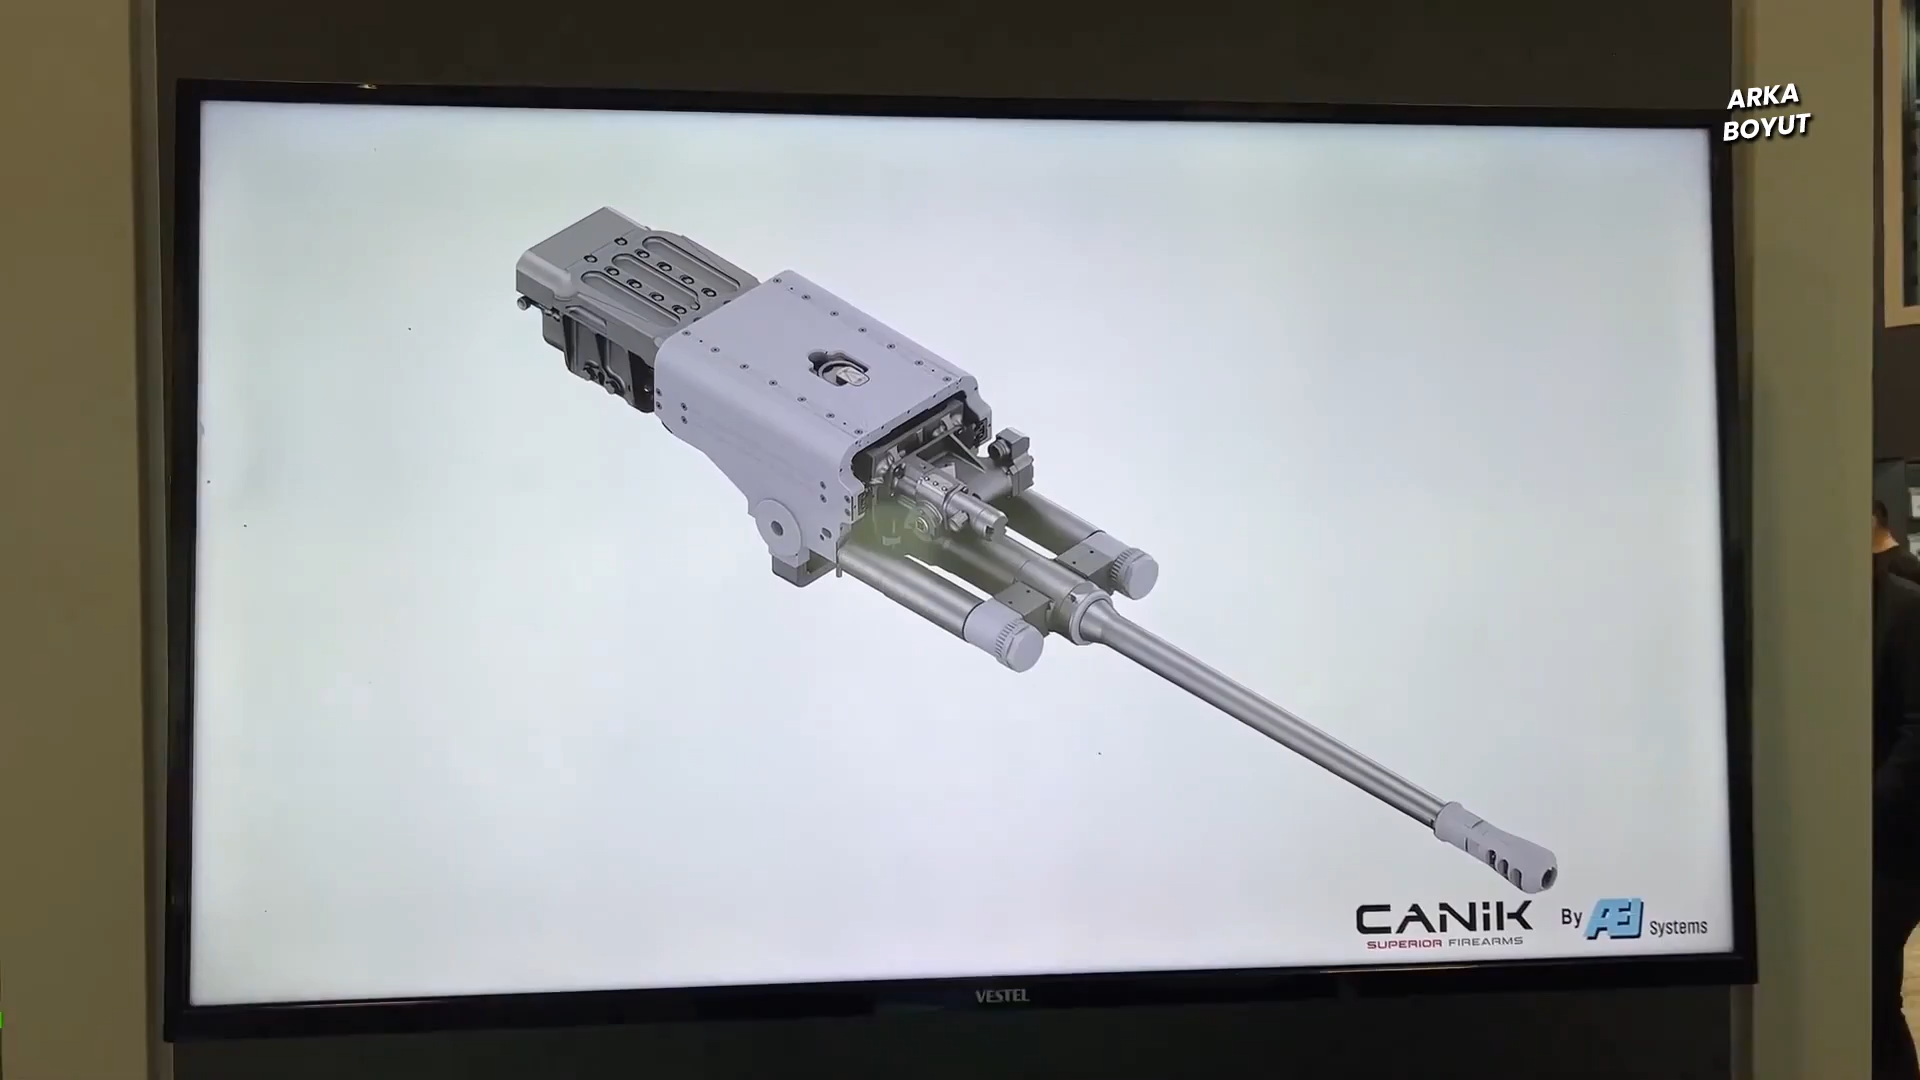 ARKA
BOYUT
CANiK
SUPERIOR FIREARMS
By AEI Systems
VESTEL